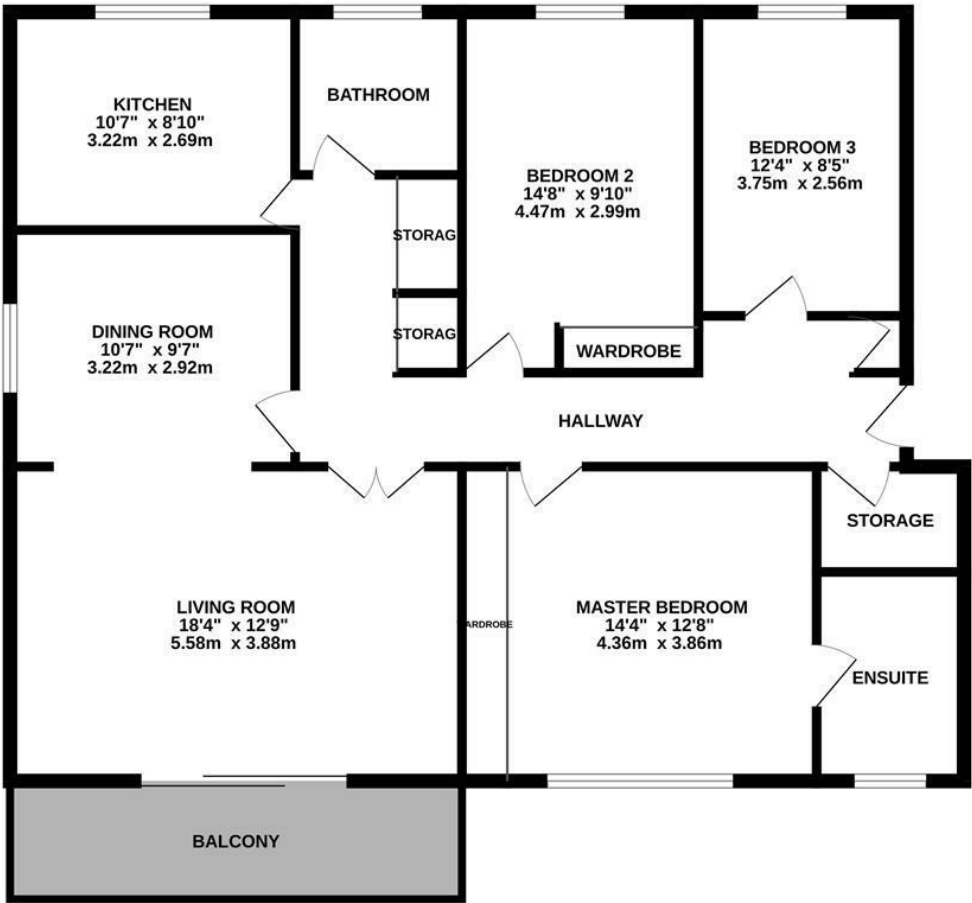 KITCHEN
10'7" x 8'10"
3.22m x 2.69m
BATHROOM
BEDROOM 2
14'8" x 9'10"
4.47m x 2.99m
BEDROOM 3
12'4" x 8'5"
3.75m x 2.56m
STORAG
STORAG
DINING ROOM
10'7" x 9'7"
3.22m x 2.92m
WARDROBE
HALLWAY
STORAGE
LIVING ROOM
18'4" x 12'9"
5.58m x 3.88m
ARDROBE
MASTER BEDROOM
14'4" x 12'8"
4.36m x 3.86m
ENSUITE
BALCONY